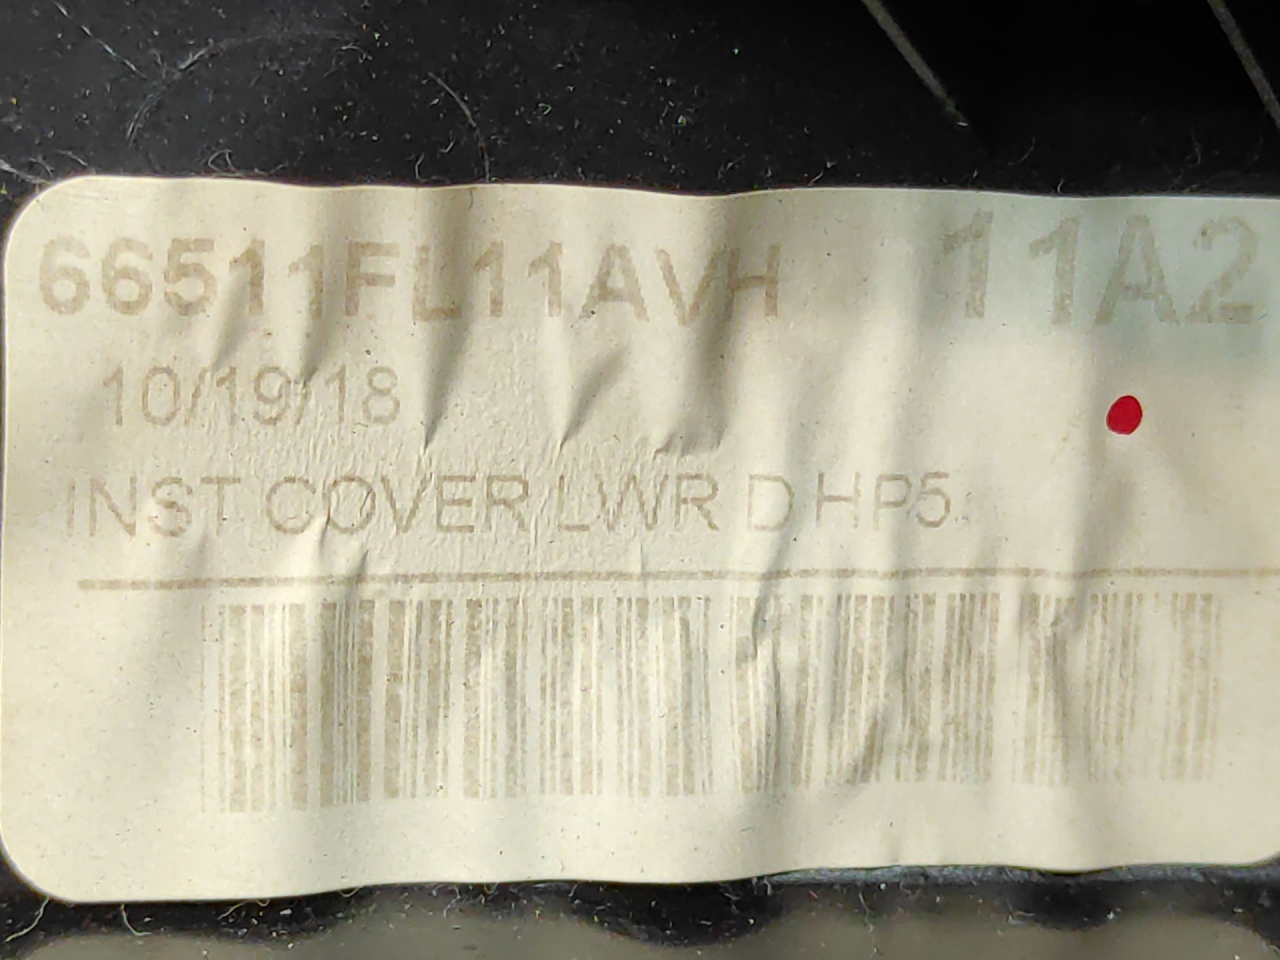 66511FL11AVH 11A2
10/19/18
INST COVER LWR D HP5